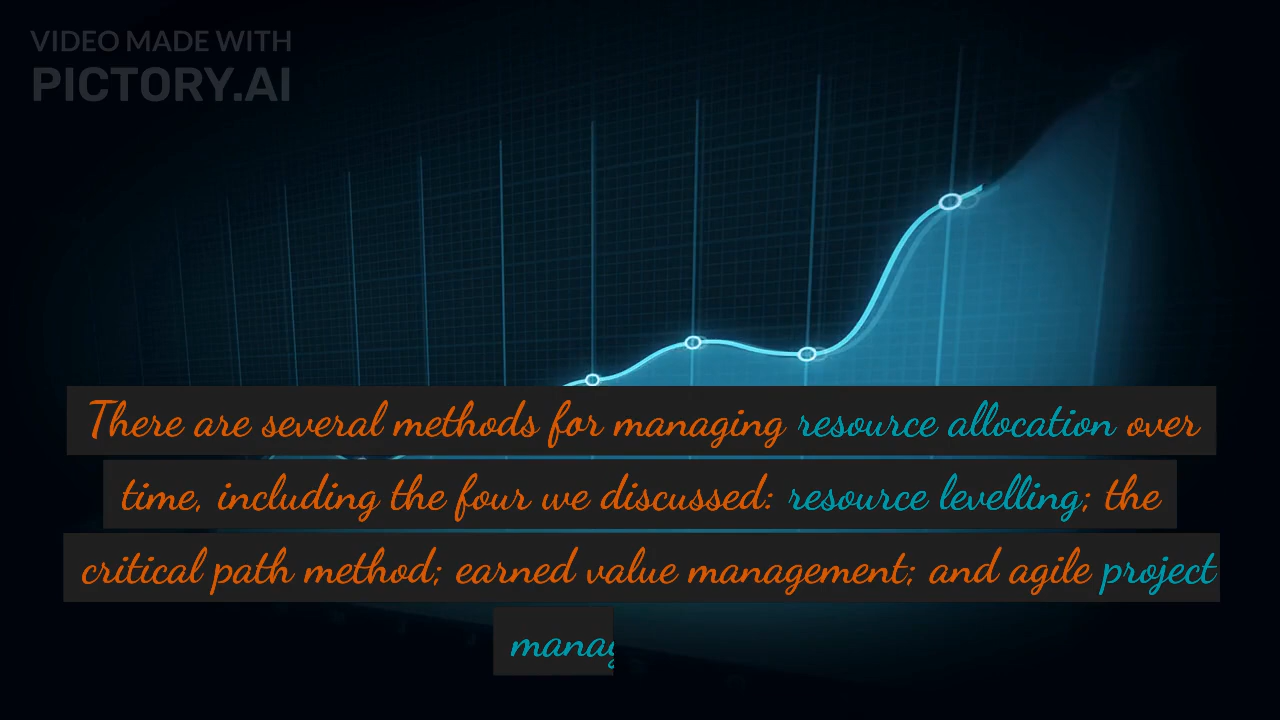 VIDEO MADE WITH
PICTORY.AI
There are several methods for managing resource allocation over
time, including the four we discussed: resource levelling; the
critical path method; earned value management; and agile project
manag